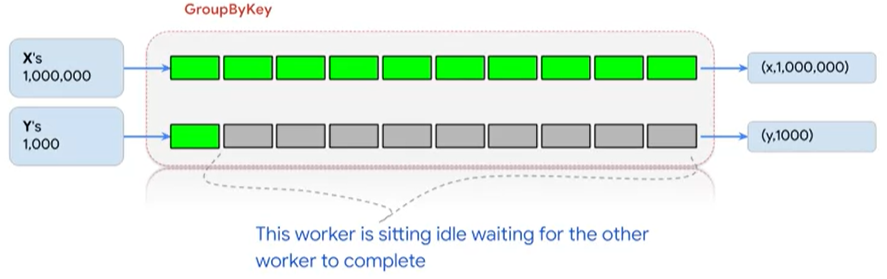 GroupByKey
X's
1,000,000
(x,1,000,000)
Y's
1,000
(y,1000)
This worker is sitting idle waiting for the other
worker to complete